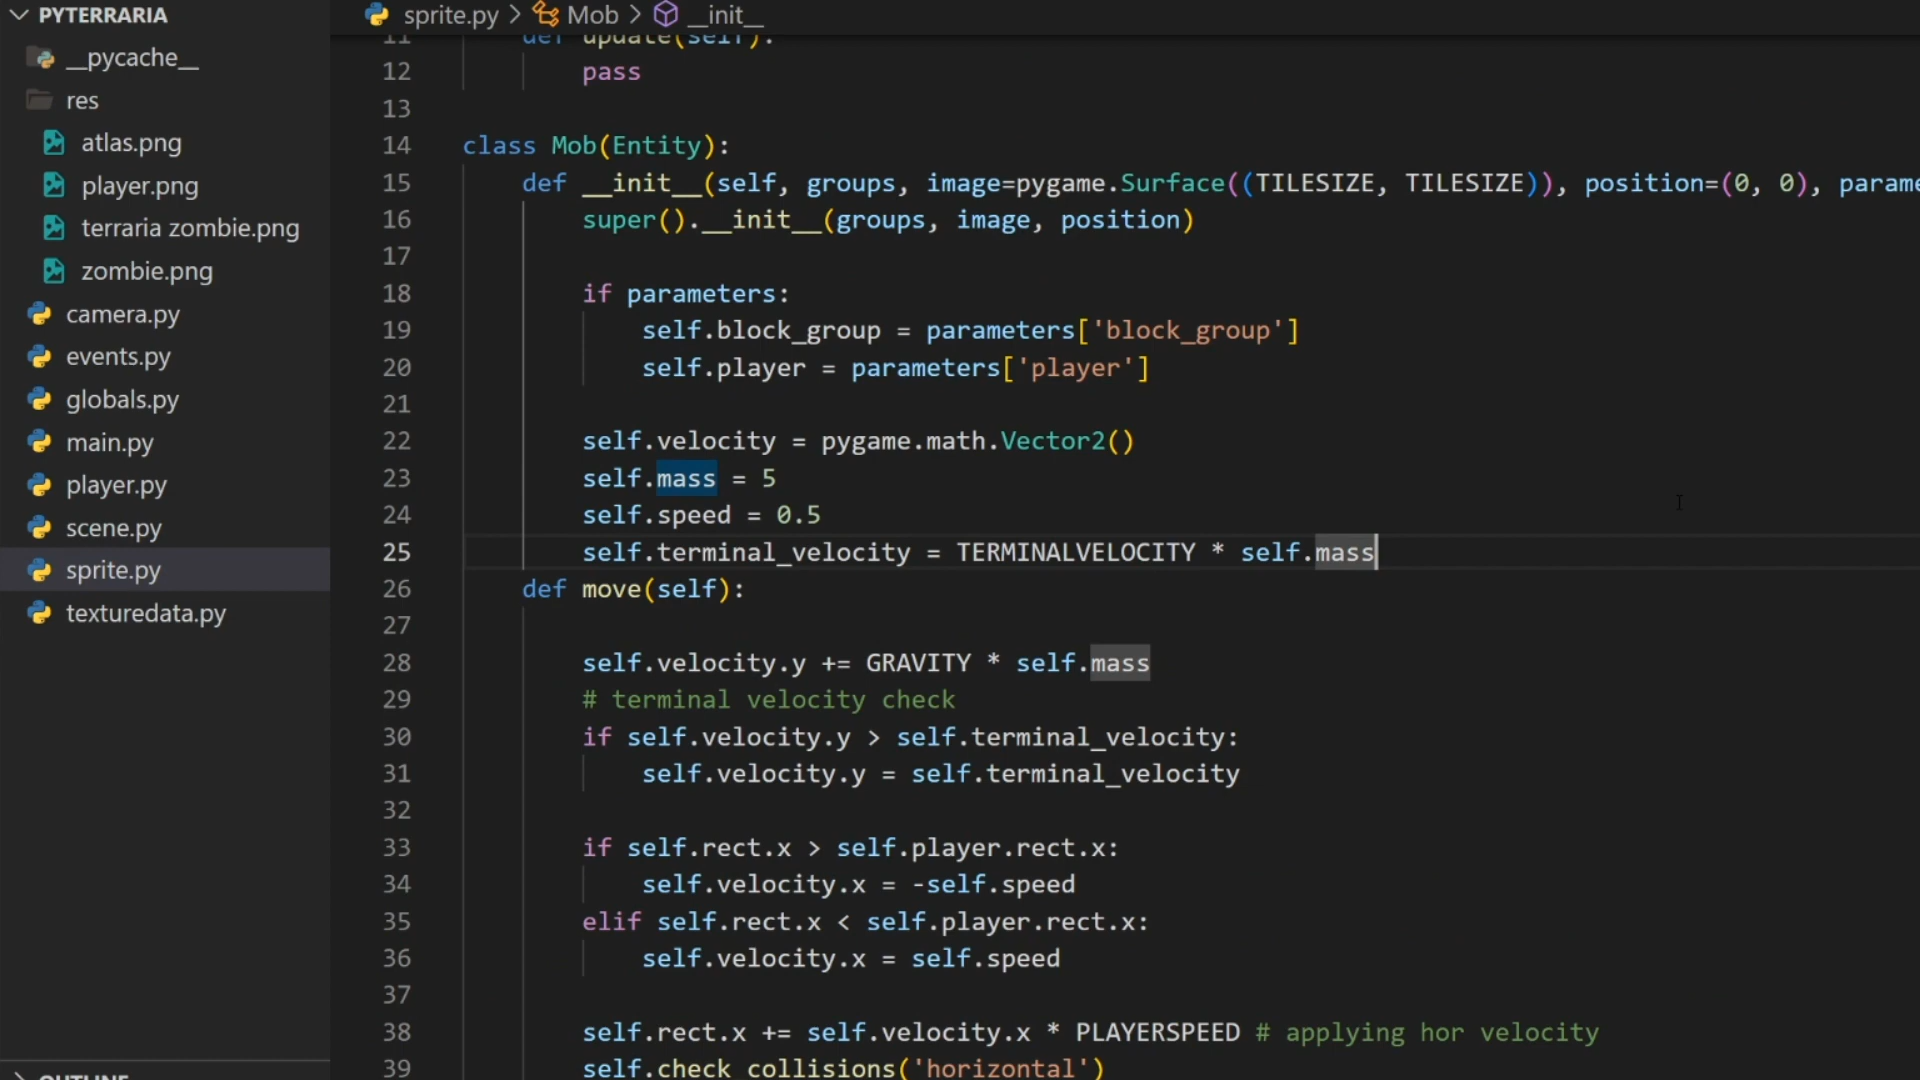 PYTERRARIA
__pycache__
res
atlas.png
player.png
terraria zombie.png
zombie.png
camera.py
events.py
globals.py
main.py
player.py
scene.py
sprite.py
texturedata.py
OUTLINE
sprite.py > Mob > __init__
11 def update(self):
12 pass
13
14 class Mob(Entity):
15 def __init__(self, groups, image=pygame.Surface((TILESIZE, TILESIZE)), position=(0, 0), parame
16 super().__init__(groups, image, position)
17
18 if parameters:
19 self.block_group = parameters['block_group']
20 self.player = parameters['player']
21
22 self.velocity = pygame.math.Vector2()
23 self.mass = 5
24 self.speed = 0.5
25 self.terminal_velocity = TERMINALVELOCITY * self.mass
26 def move(self):
27
28 self.velocity.y += GRAVITY * self.mass
29 # terminal velocity check
30 if self.velocity.y > self.terminal_velocity:
31 self.velocity.y = self.terminal_velocity
32
33 if self.rect.x > self.player.rect.x:
34 self.velocity.x = -self.speed
35 elif self.rect.x < self.player.rect.x:
36 self.velocity.x = self.speed
37
38 self.rect.x += self.velocity.x * PLAYERSPEED # applying hor velocity
39 self.check_collisions('horizontal')